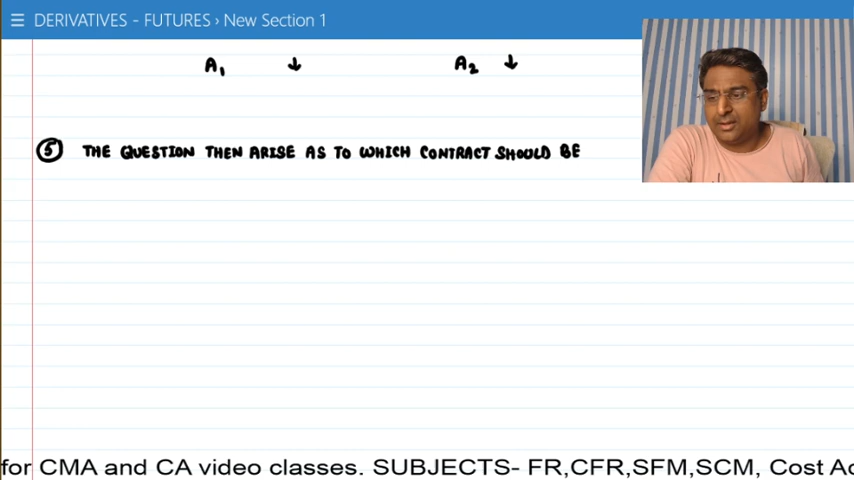 DERIVATIVES - FUTURES › New Section 1
A1 ↓ A2 ↓
5 THE QUESTION THEN ARISE AS TO WHICH CONTRACT SHOULD BE
for CMA and CA video classes. SUBJECTS- FR,CFR,SFM,SCM, Cost Ac